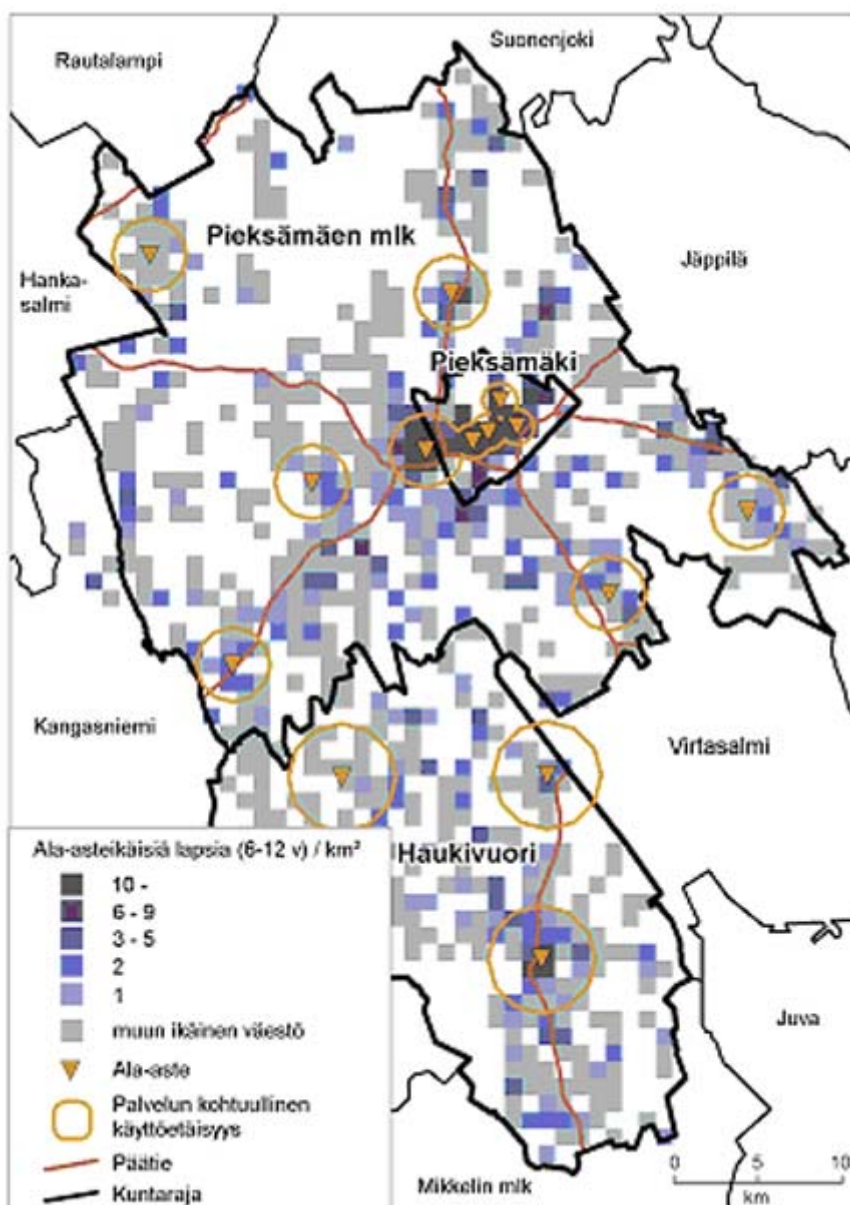 Rautalampi
Suonenjoki
Pieksämäen mlk
Jäppilä
Hanka-
salmi
Pieksämäki
Kangasniemi
Virtasalmi
Haukivuori
Ala-asteikäisiä lapsia (6-12 v) / km²
10 -
6 - 9
3 - 5
2
1
muun ikäinen väestö
Ala-aste
Palvelun kohtuullinen
käyttöetäisyys
Päätie
Kuntaraja
Juva
Mikkelin mlk
0 5 10
km